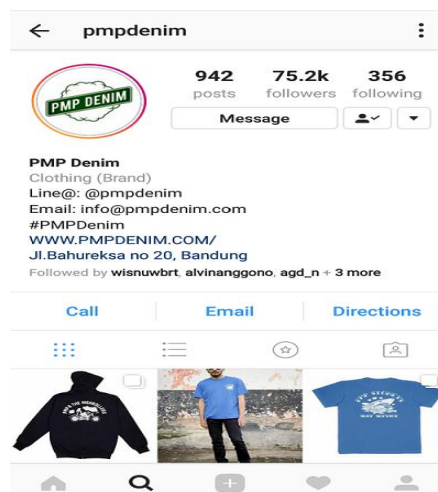 pmpdenim
942 75.2k 356
posts followers following
PMP DENIM
Message
PMP Denim
Clothing (Brand)
Line@: @pmpdenim
Email: info@pmpdenim.com
#PMPDenim
WWW.PMPDENIM.COM/
Jl.Bahureksa no 20, Bandung
Followed by wisnuwbrt, alvinanggono, agd_n + 3 more
Call Email Directions